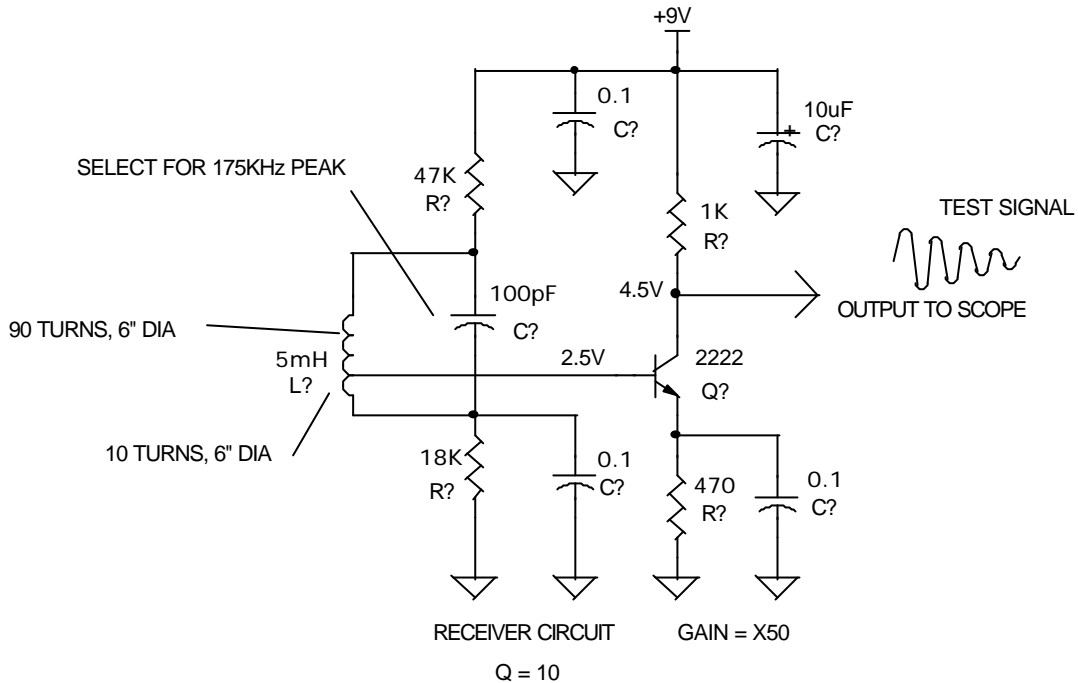 +9V
0.1
C?
10uF
+
C?
SELECT FOR 175KHz PEAK
47K
R?
1K
R?
TEST SIGNAL
100pF
C?
4.5V
OUTPUT TO SCOPE
90 TURNS, 6" DIA
5mH
L?
2.5V
2222
Q?
10 TURNS, 6" DIA
18K
R?
0.1
C?
470
R?
0.1
C?
RECEIVER CIRCUIT
GAIN = X50
Q = 10